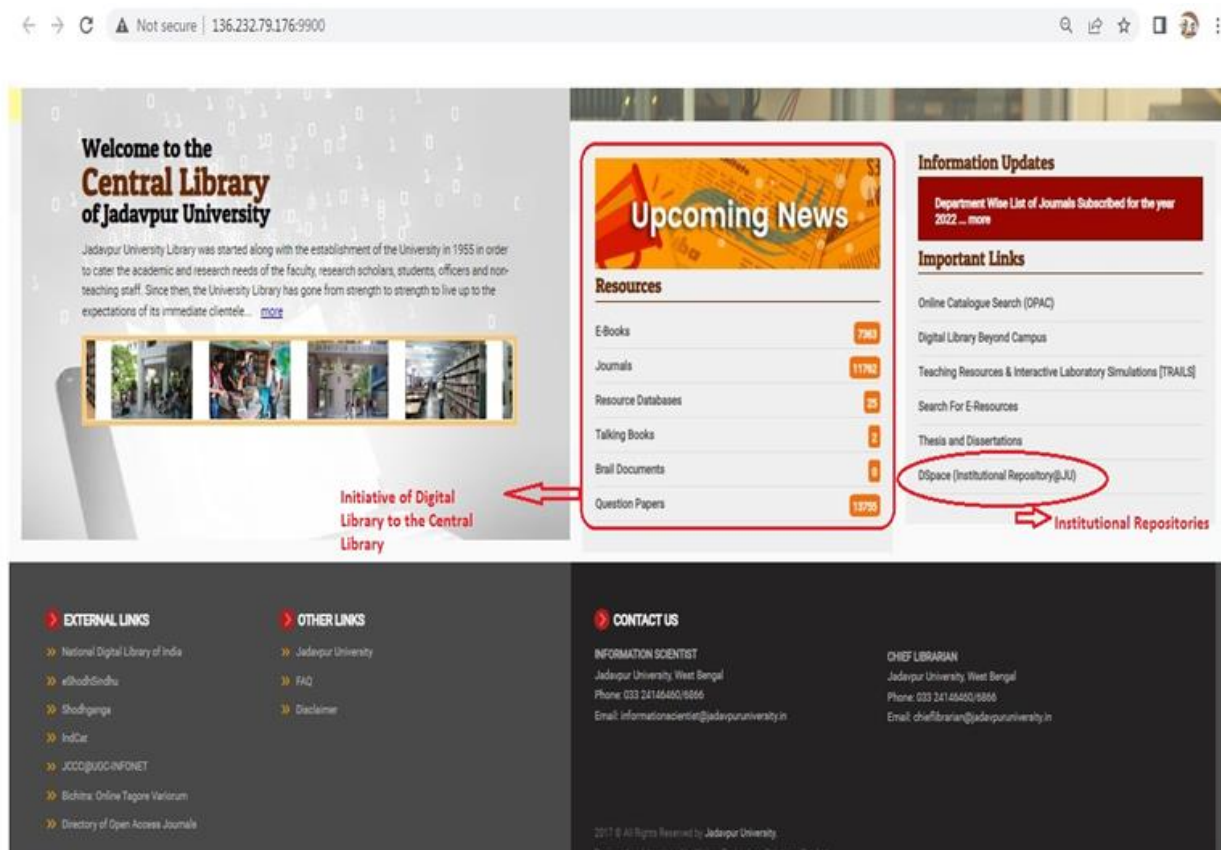 Not secure | 136.232.79.176:9900
Welcome to the
Central Library
of Jadavpur University
Jadavpur University Library was started along with the establishment of the University in 1955 in order
to cater the academic and research needs of the faculty, research scholars, students, officers and non-
teaching staff. Since then, the University Library has gone from strength to strength to live up to the
expectations of its immediate clientele... more
Initiative of Digital
Library to the Central
Library
Upcoming News
Resources
E-Books 7363
Journals 11762
Resource Databases 25
Talking Books 2
Brail Documents
Question Papers 13755
Information Updates
Department Wise List of Journals Subscribed for the year
2022 ... more
Important Links
Online Catalogue Search (OPAC)
Digital Library Beyond Campus
Teaching Resources & Interactive Laboratory Simulations [TRAILS]
Search For E-Resources
Thesis and Dissertations
DSpace (Institutional Repository@JU)
Institutional Repositories
EXTERNAL LINKS
National Digital Library of India
eShodhSindhu
Shodhganga
IndCat
JCCC@UGC-INFONET
Bichitra: Online Tagore Variorum
Directory of Open Access Journals
OTHER LINKS
Jadavpur University
FAQ
Disclaimer
CONTACT US
INFORMATION SCIENTIST
Jadavpur University, West Bengal
Phone: 033 24146460/6866
Email: informationscientist@jadavpuruniversity.in
CHIEF LIBRARIAN
Jadavpur University, West Bengal
Phone: 033 24146460/6866
Email: chieflibrarian@jadavpuruniversity.in
2017 © All Rights Reserved by Jadavpur University.